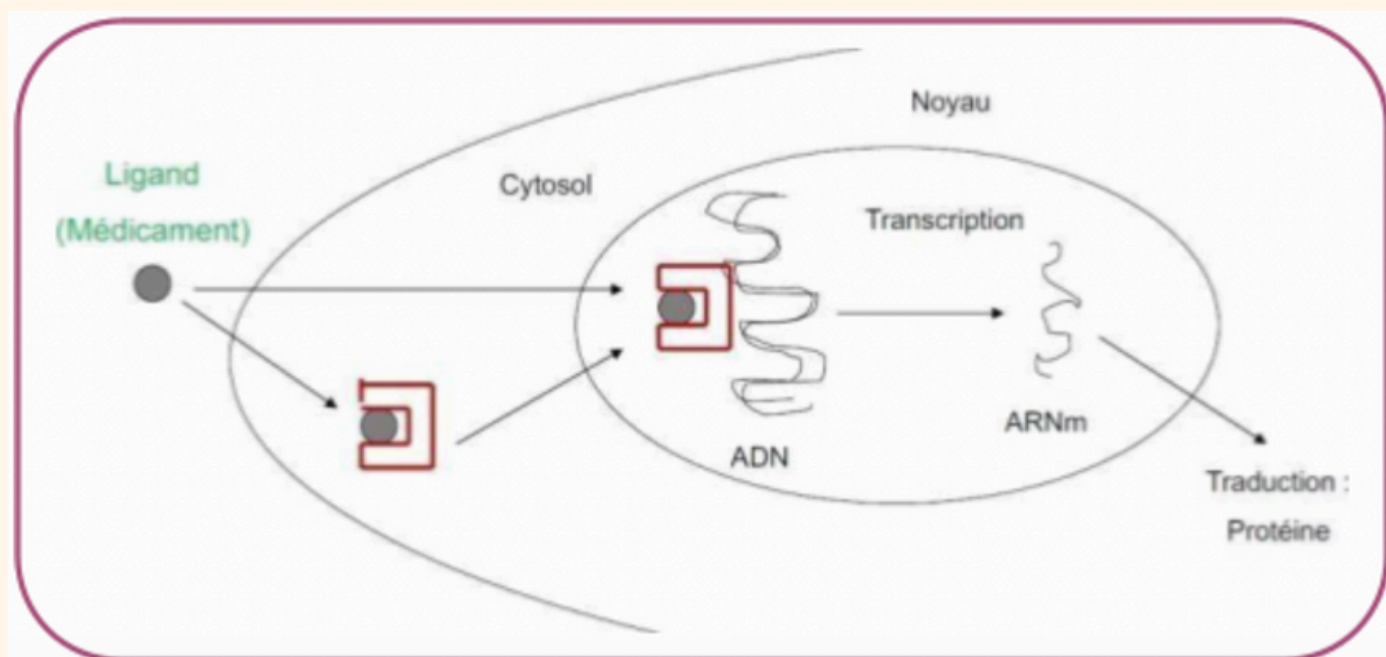 Noyau
Ligand
(Médicament)
Cytosol
Transcription
ARNm
ADN
Traduction :
Protéine